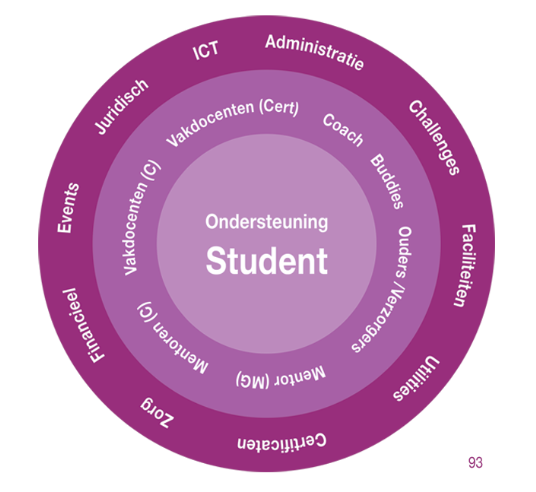 Ondersteuning
Student
Vakdocenten (Cert)
Coach
Buddies
Ouders /Verzorgers
Mentor (MG)
Mentoren (C)
Vakdocenten (C)
ICT
Administratie
Challenges
Faciliteiten
Utilities
Certificaten
Zorg
Financieel
Events
Juridisch
93